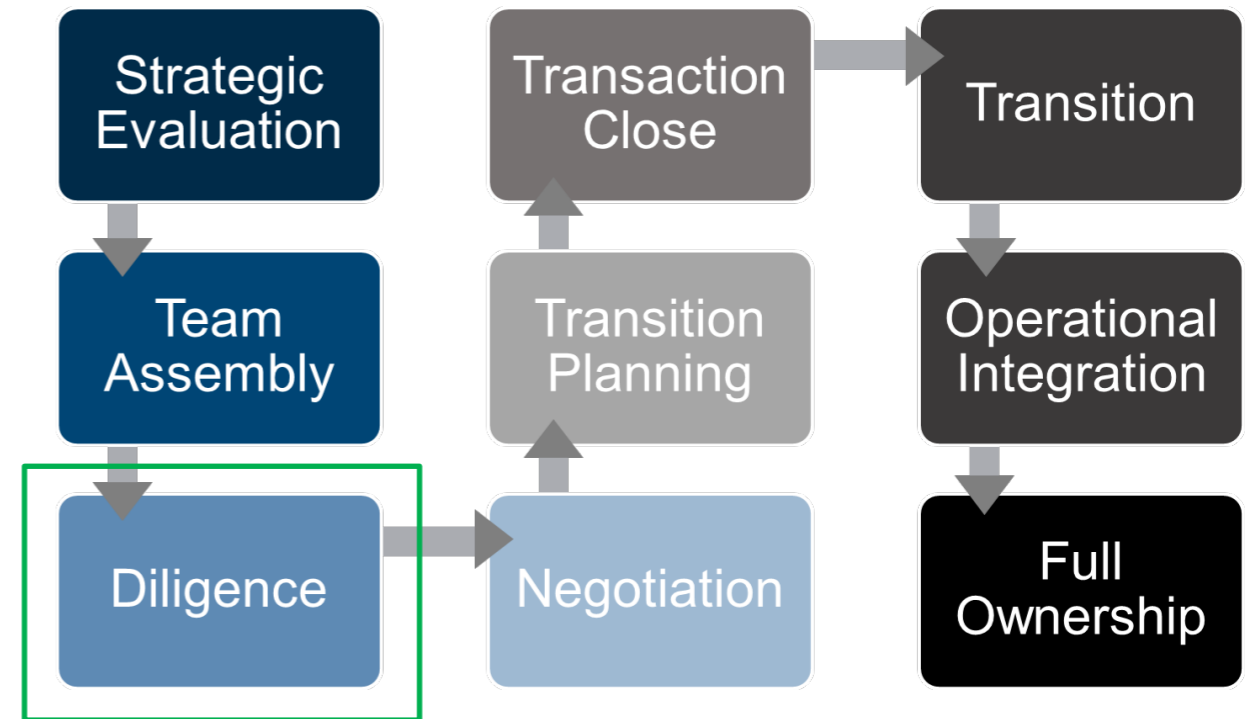 Strategic
Evaluation
Team
Assembly
Diligence
Negotiation
Transition
Planning
Transaction
Close
Transition
Operational
Integration
Full
Ownership